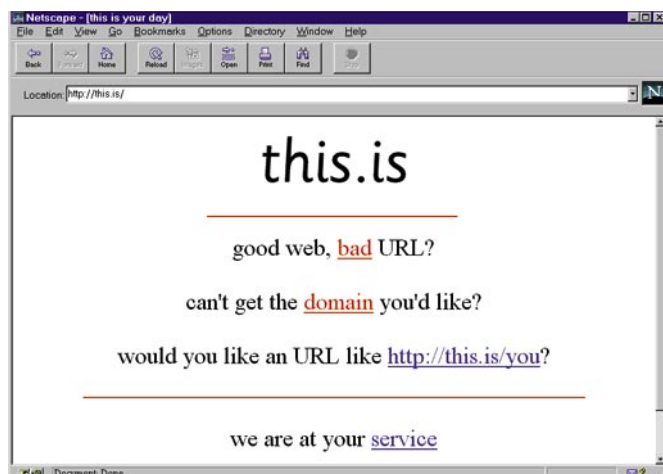 Netscape - [this is your day]
File Edit View Go Bookmarks Options Directory Window Help
Back Forward Home Reload Images Open Print Find Stop
Location: http://this.is/
N
this.is
good web, bad URL?
can't get the domain you'd like?
would you like an URL like http://this.is/you?
we are at your service
Document: Done